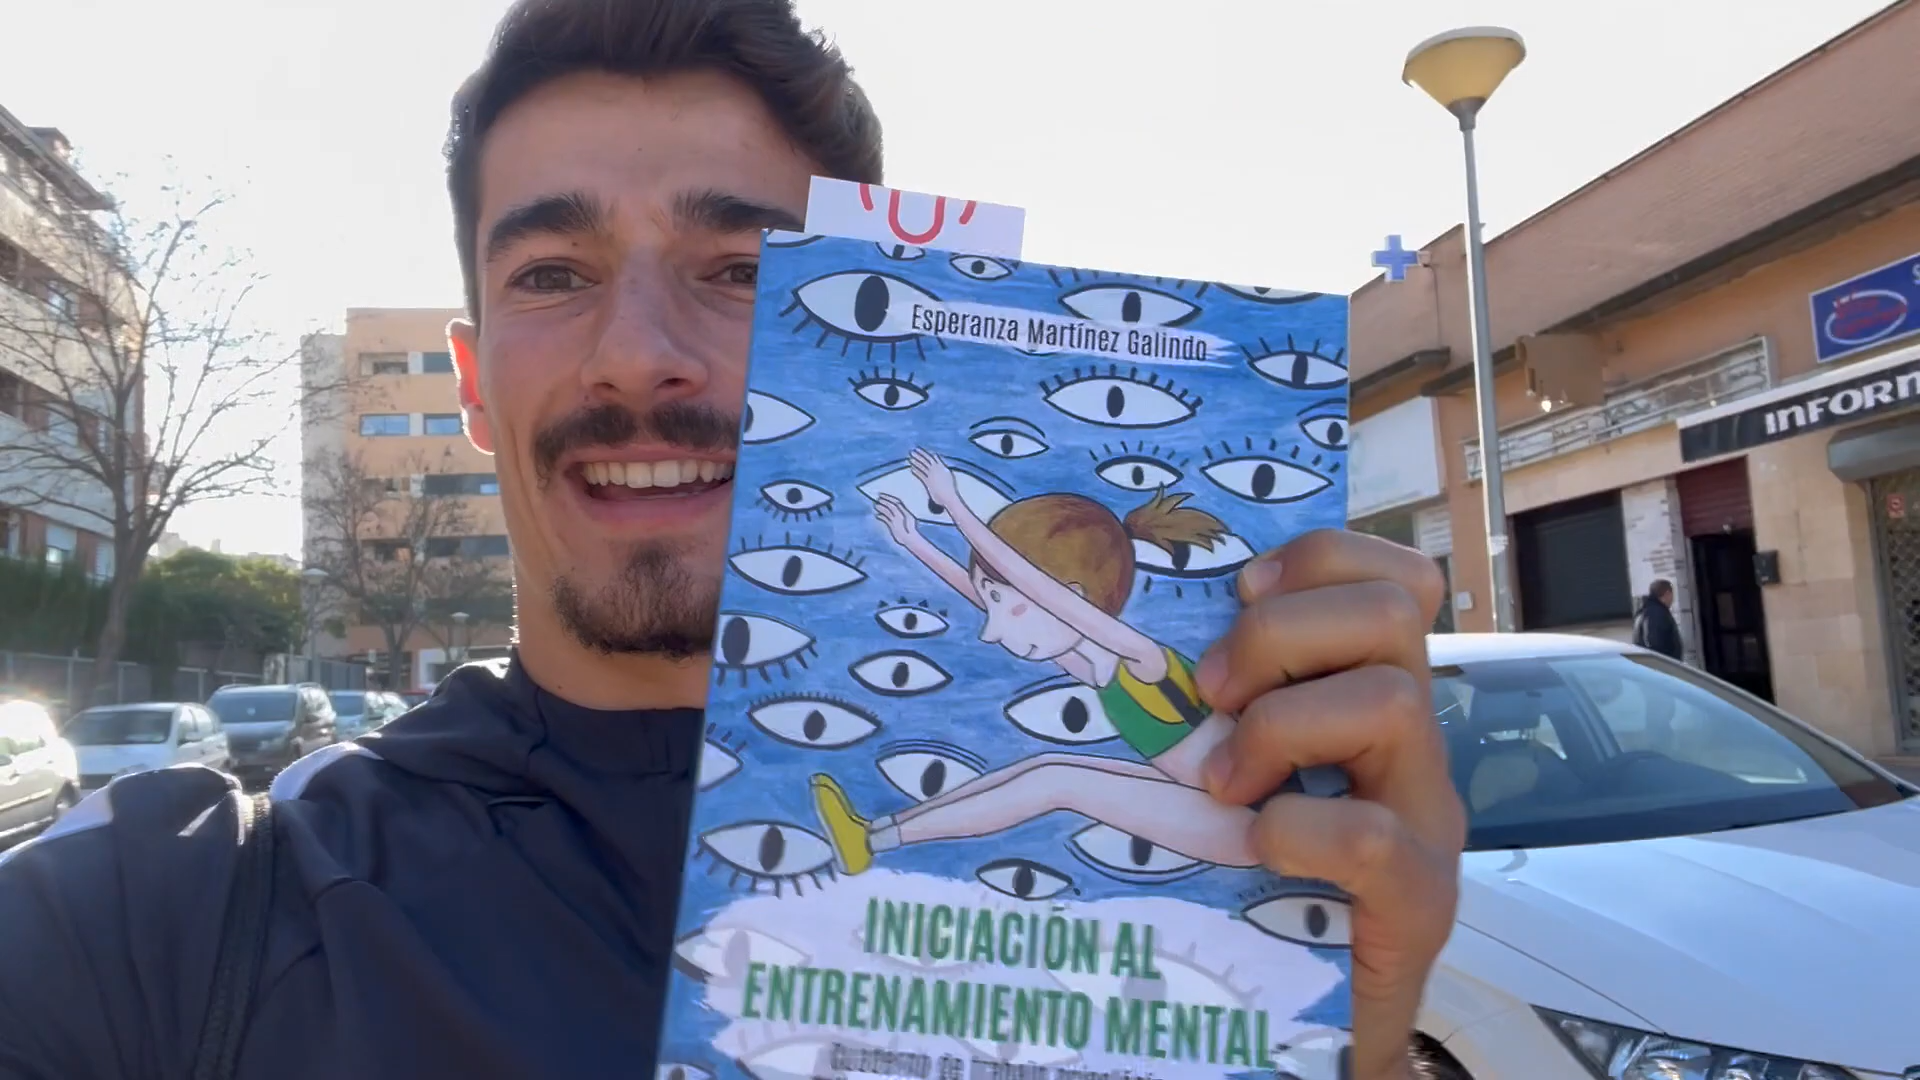 Esperanza Martínez Galindo
INICIACIÓN AL
ENTRENAMIENTO MENTAL
INFORM